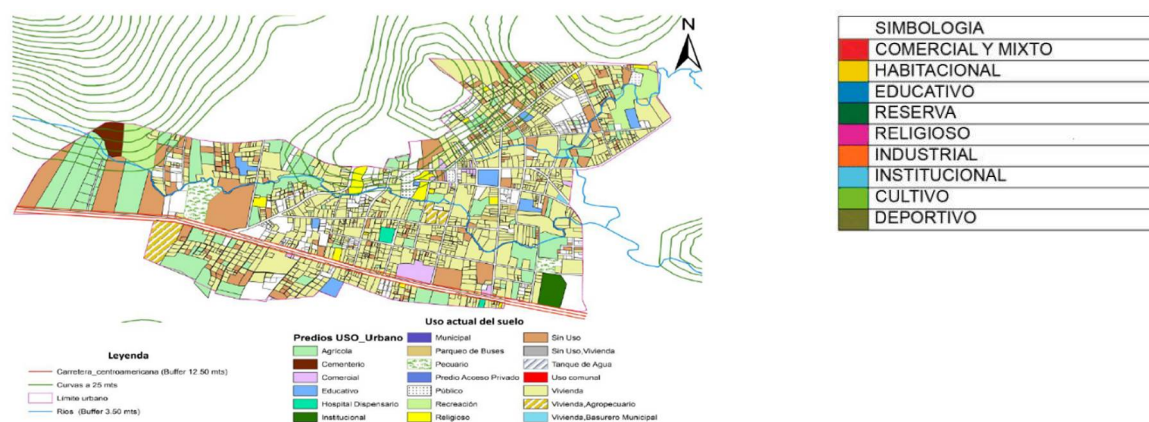 N
SIMBOLOGIA
COMERCIAL Y MIXTO
HABITACIONAL
EDUCATIVO
RESERVA
RELIGIOSO
INDUSTRIAL
INSTITUCIONAL
CULTIVO
DEPORTIVO
Leyenda
Carretera_centroamericana (Buffer 12.50 mts)
Curvas a 25 mts
Límite urbano
Rios (Buffer 3.50 mts)
Uso actual del suelo
Predios USO_Urbano
Agrícola
Cementerio
Comercial
Educativo
Hospital Dispensario
Institucional
Municipal
Parqueo de Buses
Pecuario
Predio Acceso Privado
Público
Recreación
Religioso
Sin Uso
Sin Uso,Vivienda
Tanque de Agua
Uso comunal
Vivienda
Vivienda,Agropecuario
Vivienda,Basurero Municipal